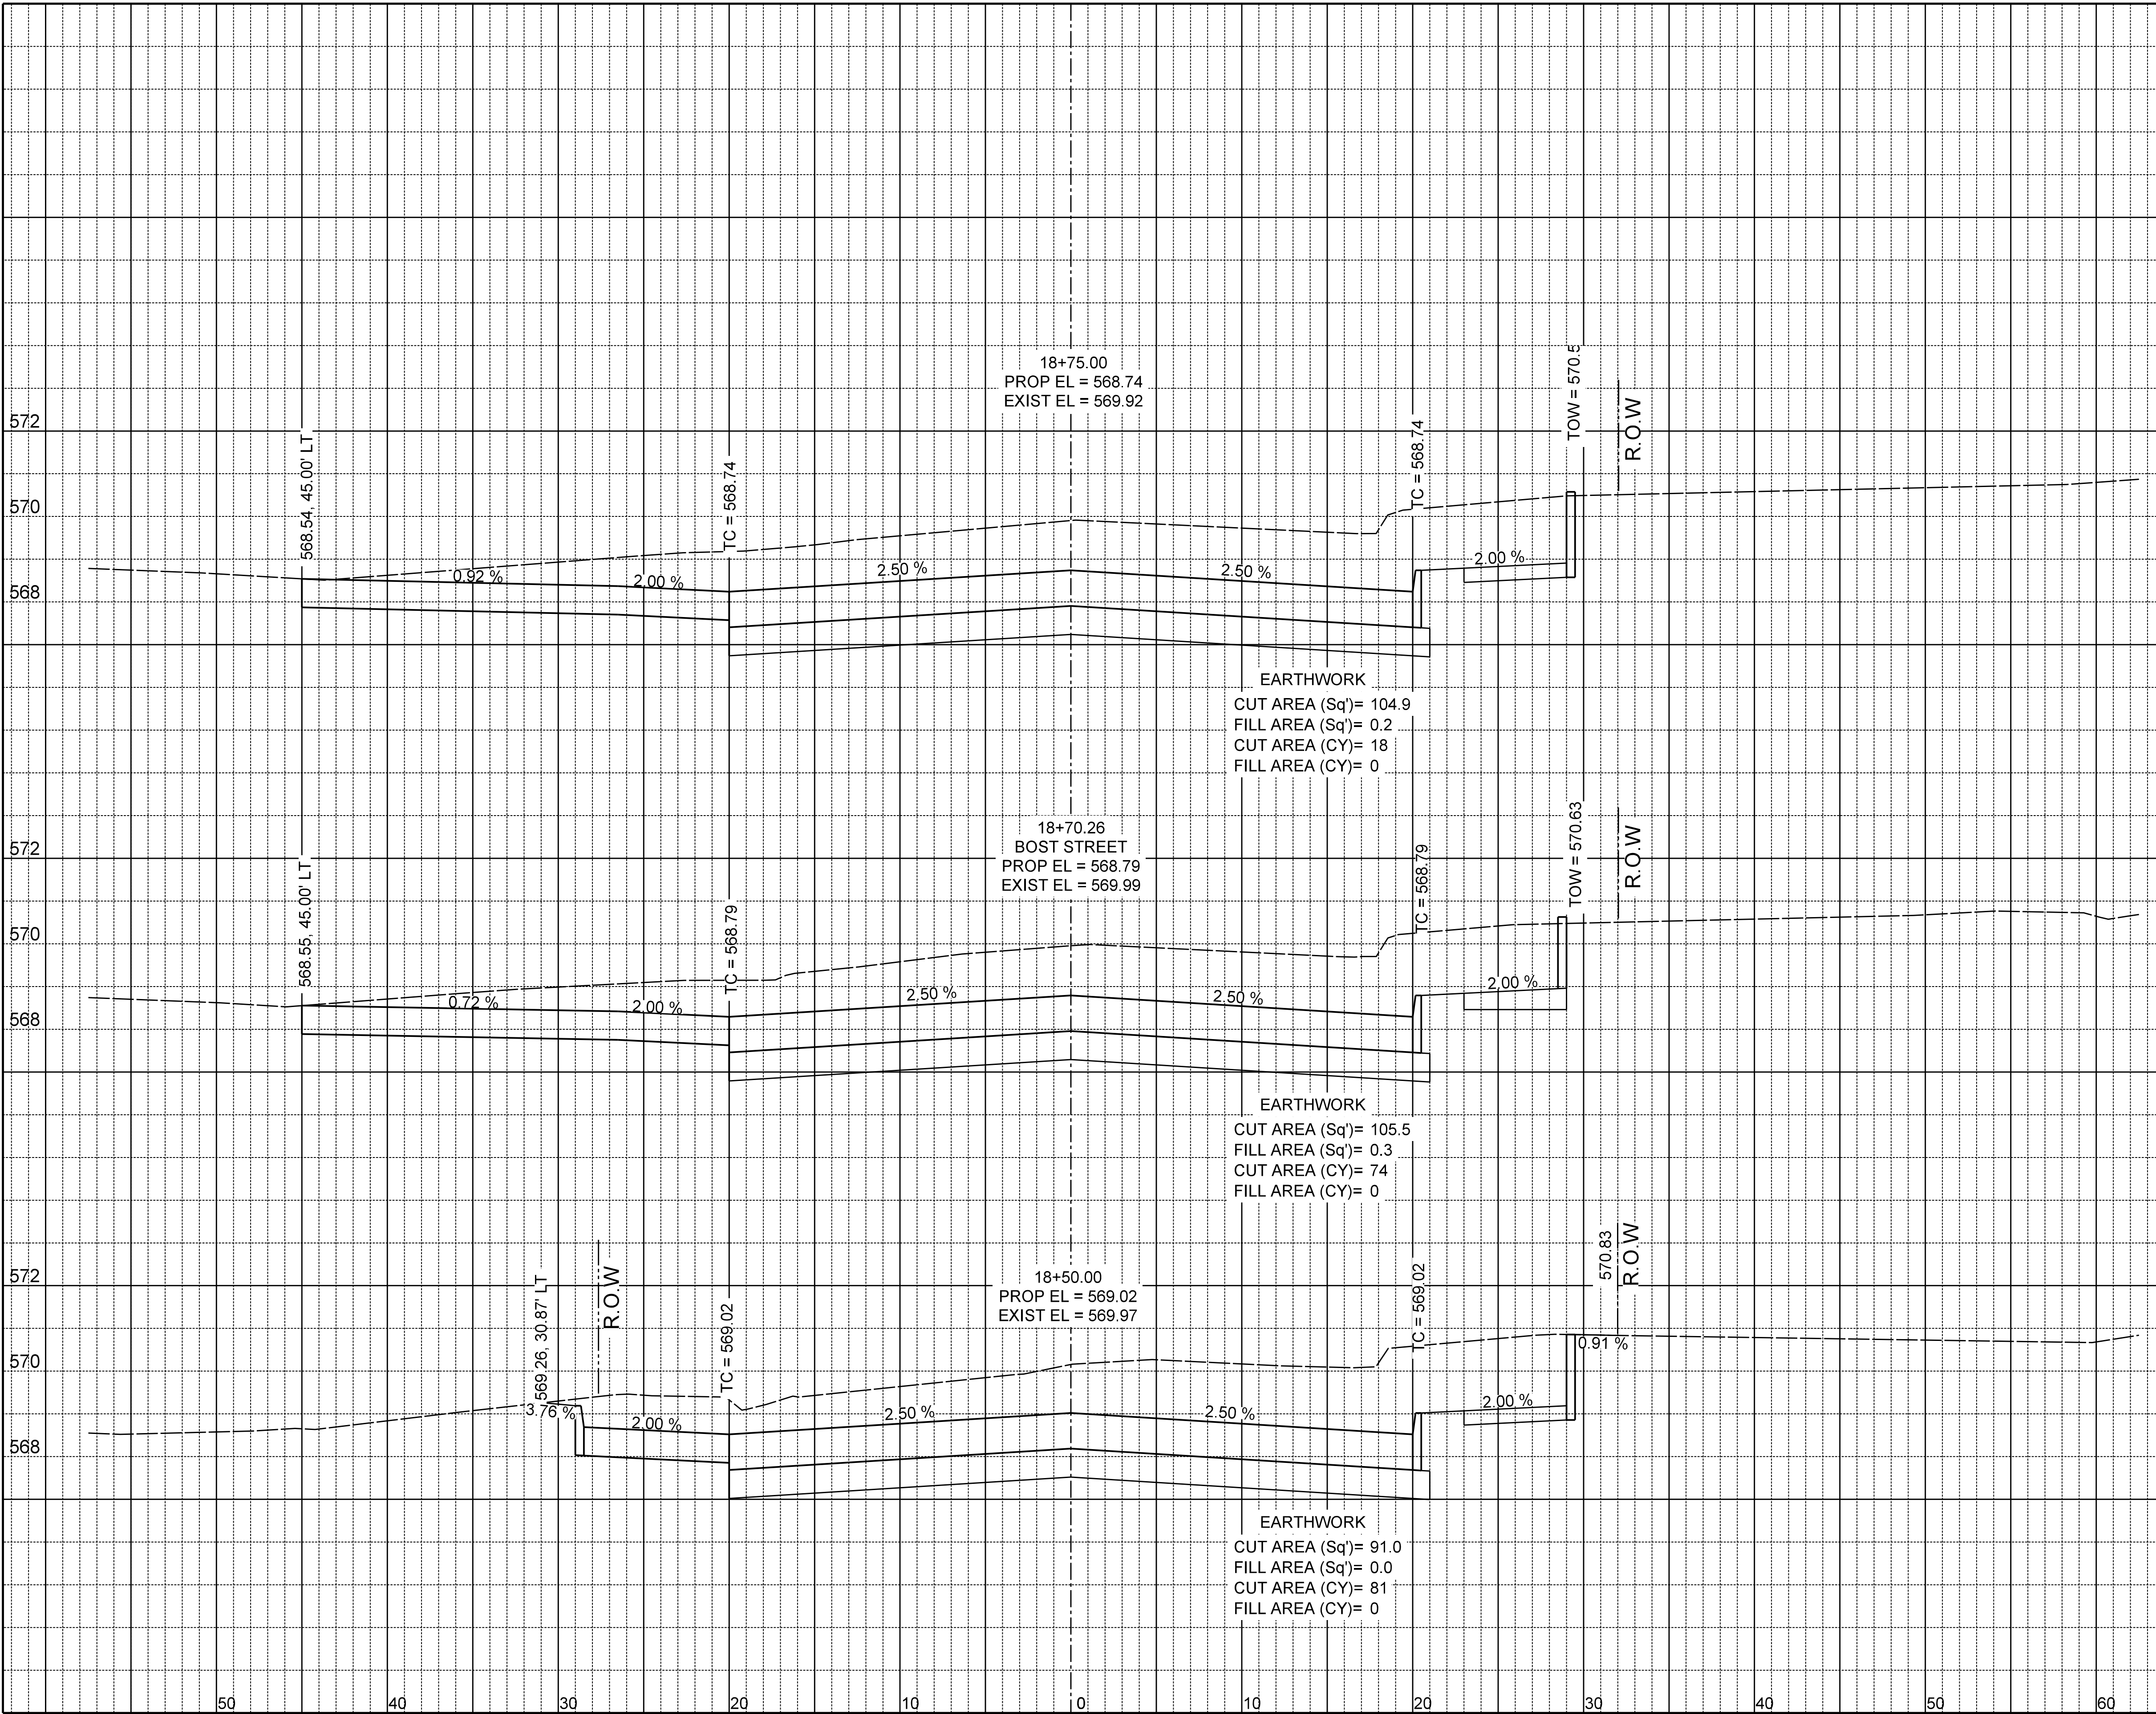 18+75.00
PROP EL = 568.74
EXIST EL = 569.92
572
570
568
568.54, 45.00' LT
TC = 568.74
TC = 568.74
TOW = 570.5
R.O.W
0.92 %
2.00 %
2.50 %
2.50 %
2.00 %
EARTHWORK
CUT AREA (Sq')= 104.9
FILL AREA (Sq')= 0.2
CUT AREA (CY)= 18
FILL AREA (CY)= 0
18+70.26
BOST STREET
PROP EL = 568.79
EXIST EL = 569.99
572
570
568
568.55, 45.00' LT
TC = 568.79
TC = 568.79
TOW = 570.63
R.O.W
0.72 %
2.00 %
2.50 %
2.50 %
2.00 %
EARTHWORK
CUT AREA (Sq')= 105.5
FILL AREA (Sq')= 0.3
CUT AREA (CY)= 74
FILL AREA (CY)= 0
18+50.00
PROP EL = 569.02
EXIST EL = 569.97
572
570
568
569.26, 30.87' LT
R.O.W
TC = 569.02
TC = 569.02
570.83
R.O.W
3.76 %
2.00 %
2.50 %
2.50 %
2.00 %
0.91 %
EARTHWORK
CUT AREA (Sq')= 91.0
FILL AREA (Sq')= 0.0
CUT AREA (CY)= 81
FILL AREA (CY)= 0
50 40 30 20 10 0 10 20 30 40 50 60